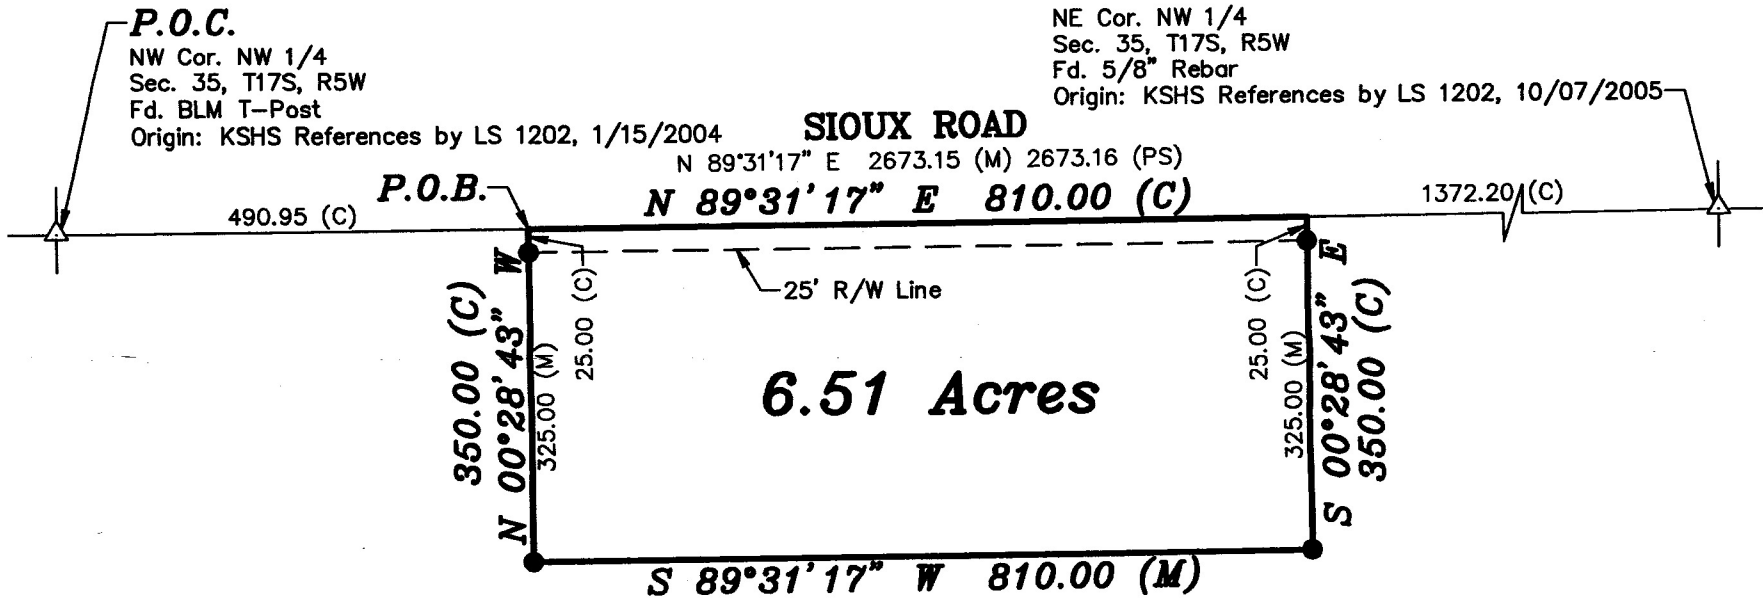 P.O.C.
NW Cor. NW 1/4
Sec. 35, T17S, R5W
Fd. BLM T-Post
Origin: KSHS References by LS 1202, 1/15/2004
NE Cor. NW 1/4
Sec. 35, T17S, R5W
Fd. 5/8" Rebar
Origin: KSHS References by LS 1202, 10/07/2005
SIOUX ROAD
N 89°31'17" E 2673.15 (M) 2673.16 (PS)
P.O.B.
N 89°31'17" E 810.00 (C)
490.95 (C)
1372.20 (C)
25' R/W Line
350.00 (C)
N 00°28'43" W
325.00 (M)
25.00 (C)
6.51 Acres
25.00 (C)
325.00 (M)
S 00°28'43" E
350.00 (C)
S 89°31'17" W 810.00 (M)